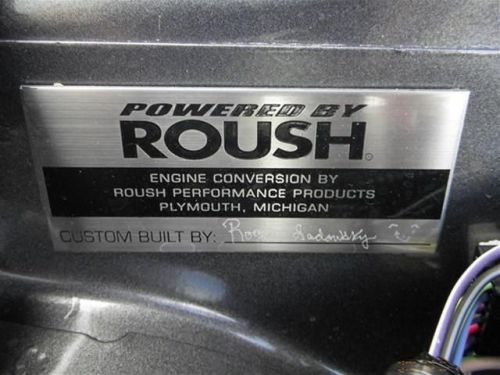 POWERED BY
ROUSH®
ENGINE CONVERSION BY
ROUSH PERFORMANCE PRODUCTS
PLYMOUTH, MICHIGAN
CUSTOM BUILT BY: